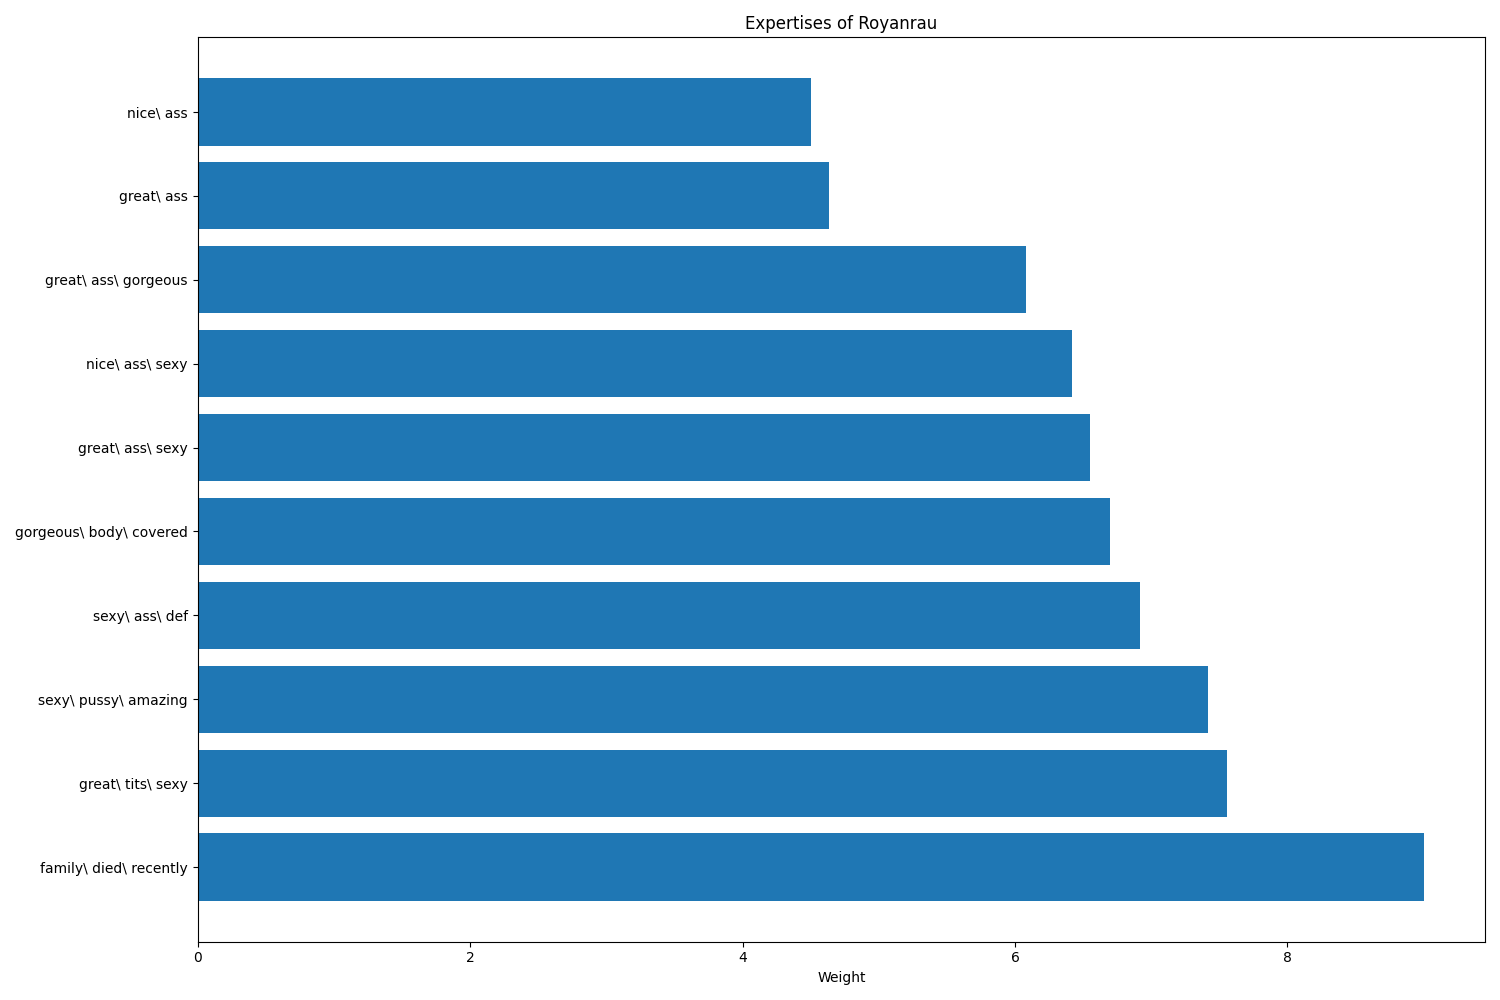 Expertises of Royanrau
nice\ ass
great\ ass
great\ ass\ gorgeous
nice\ ass\ sexy
great\ ass\ sexy
gorgeous\ body\ covered
sexy\ ass\ def
sexy\ pussy\ amazing
great\ tits\ sexy
family\ died\ recently
0 2 4 6 8
Weight